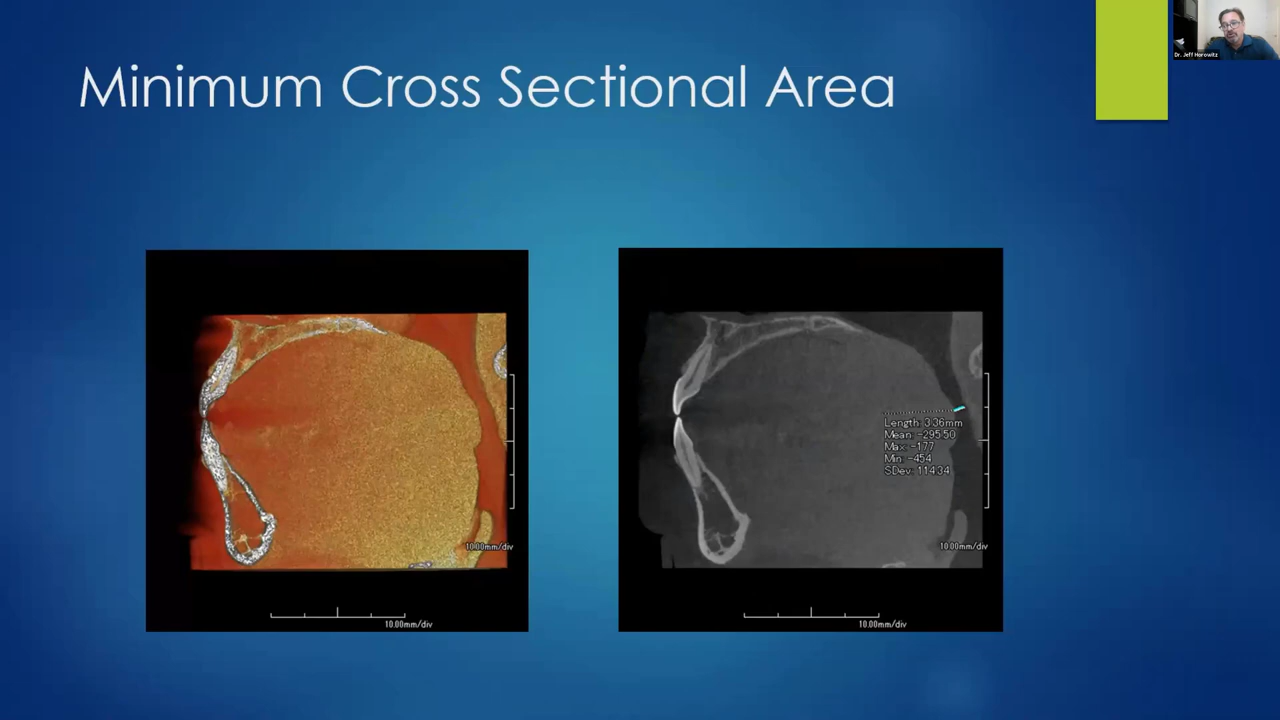 Dr. Jeff Horowitz
Minimum Cross Sectional Area
10.00mm/div
10.00mm/div
Length: 3.36mm
Mean: -295.50
Max: -177
Min: -454
SDev: 114.34
10.00mm/div
10.00mm/div